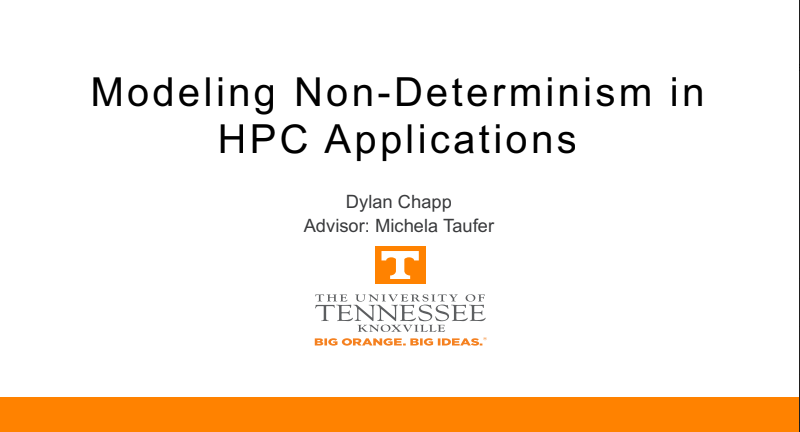 Modeling Non-Determinism in
HPC Applications
Dylan Chapp
Advisor: Michela Taufer
T
THE UNIVERSITY OF
TENNESSEE
KNOXVILLE
BIG ORANGE. BIG IDEAS.